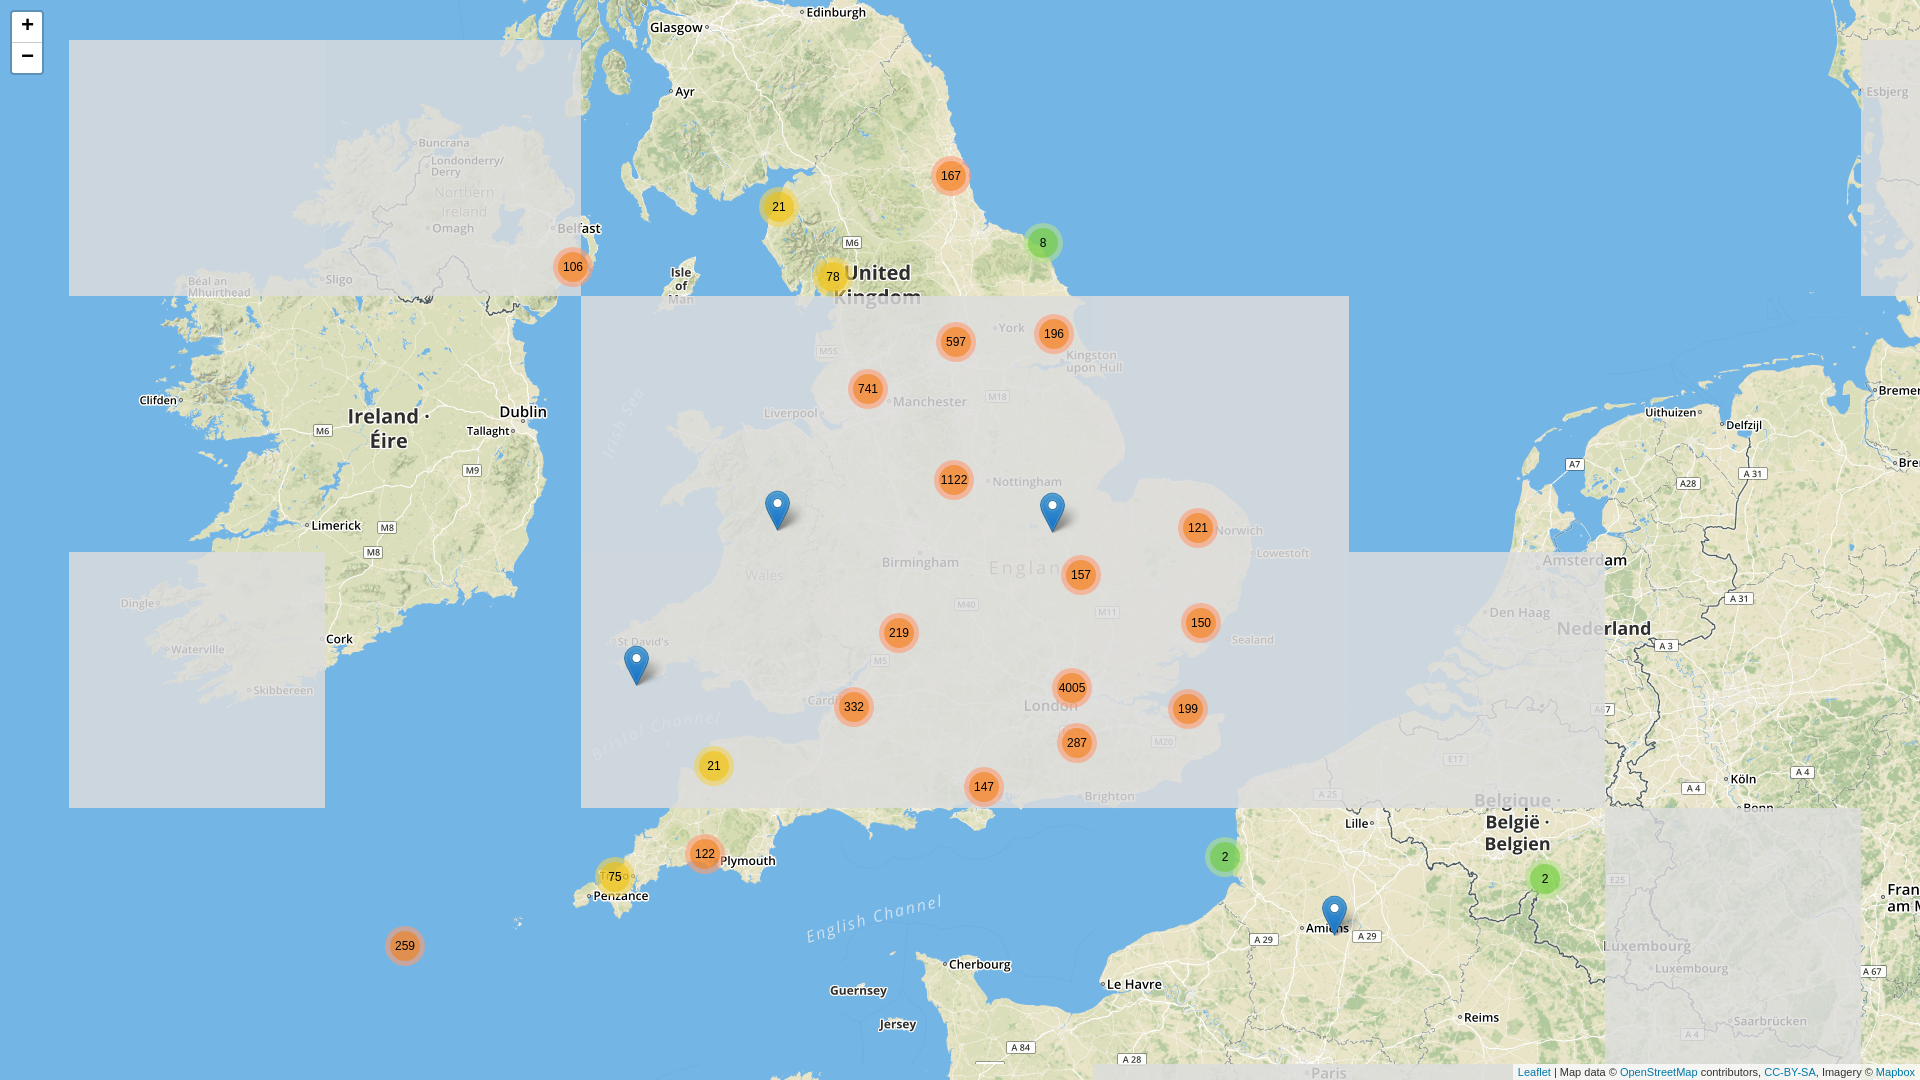 +
−
Glasgow
Edinburgh
Ayr
Esbjerg
Buncrana
Londonderry/
Derry
Northern
Ireland
Omagh
Belfast
167
21
8
M6
106
78
United
Kingdom
Isle
of
Man
Sligo
Béal an
Mhuirthead
York
597
196
Kingston
upon Hull
M55
741
Manchester
M18
Liverpool
Irish Sea
Clifden
Ireland ·
Éire
Dublin
Tallaght
M6
M9
Uithuizen
Delfzijl
Bremer
Bre
A7
A 31
A28
1122
Nottingham
Limerick
M8
M8
121
Norwich
Lowestoft
Birmingham
Wales
England
157
Amsterdam
Dingle
M40
M11
A 31
Den Haag
Nederland
Cork
Waterville
Skibbereen
St David's
219
150
Sealand
A 3
M5
4005
London
Cardi
332
199
A67
Bristol Channel
287
M20
E17
21
147
Brighton
A 25
Köln
A 4
A 4
Bonn
Belgique ·
België ·
Belgien
Lille
122
Plymouth
75
Penzance
2
2
E25
Fran
am M
English Channel
Amiens
A 29
A 29
259
Luxembourg
Luxembourg
A 67
Cherbourg
Le Havre
Guernsey
Jersey
Reims
Saarbrücken
A 4
A 84
A 28
Paris
Leaflet | Map data © OpenStreetMap contributors, CC-BY-SA, Imagery © Mapbox